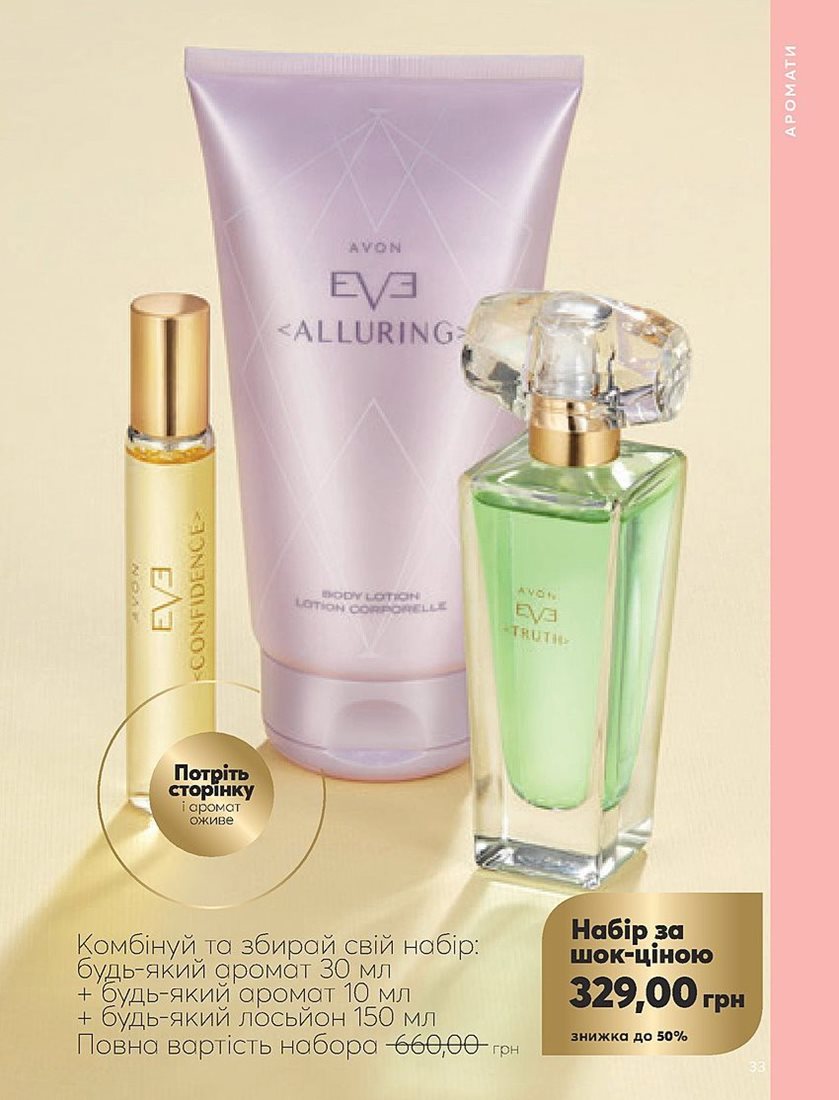 АРОМАТИ
AVON
EVE
<ALLURING>
BODY LOTION
LOTION CORPORELLE
AVON
EVE
<CONFIDENCE>
AVON
EVE
<TRUTH>
Потріть
сторінку
і аромат
оживе
Комбінуй та збирай свій набір:
будь-який аромат 30 мл
+ будь-який аромат 10 мл
+ будь-який лосьйон 150 мл
Повна вартість набора 660,00 грн
Набір за
шок-ціною
329,00 грн
знижка до 50%
33